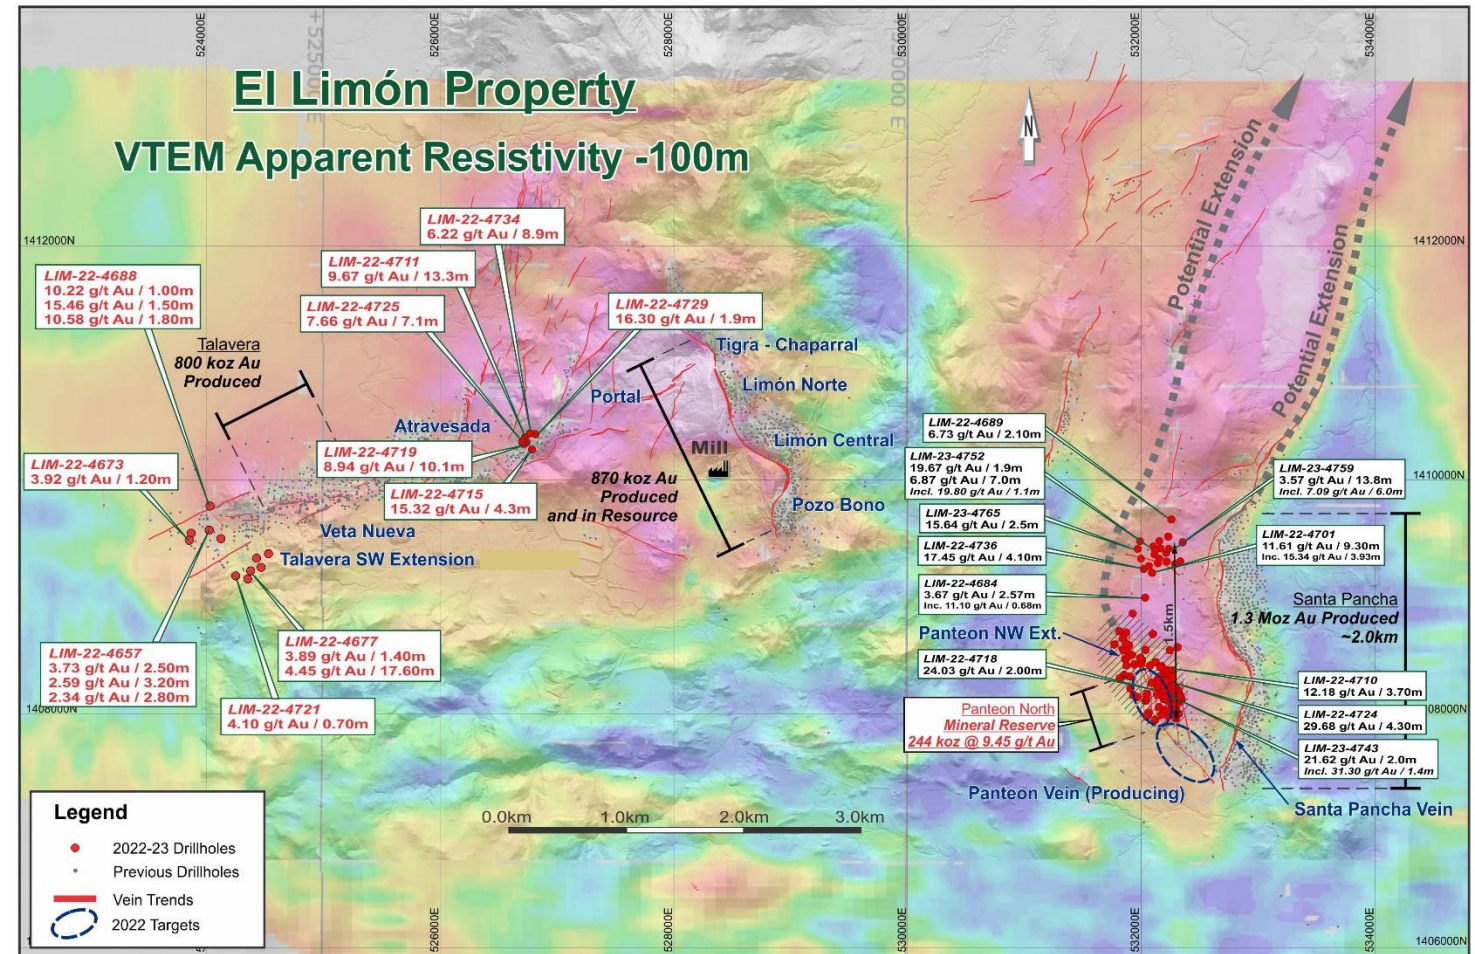 El Limón Property
VTEM Apparent Resistivity -100m
524000E
+525000E
526000E
528000E
530000E
532000E
534000E
N
1412000N
1412000N
LIM-22-4734
6.22 g/t Au / 8.9m
LIM-22-4711
9.67 g/t Au / 13.3m
LIM-22-4725
7.66 g/t Au / 7.1m
LIM-22-4729
16.30 g/t Au / 1.9m
LIM-22-4688
10.22 g/t Au / 1.00m
15.46 g/t Au / 1.50m
10.58 g/t Au / 1.80m
Talavera
800 koz Au
Produced
LIM-22-4673
3.92 g/t Au / 1.20m
Atravesada
LIM-22-4719
8.94 g/t Au / 10.1m
LIM-22-4715
15.32 g/t Au / 4.3m
Veta Nueva
Talavera SW Extension
LIM-22-4657
3.73 g/t Au / 2.50m
2.59 g/t Au / 3.20m
2.34 g/t Au / 2.80m
LIM-22-4677
3.89 g/t Au / 1.40m
4.45 g/t Au / 17.60m
LIM-22-4721
4.10 g/t Au / 0.70m
Portal
Tigra - Chaparral
Limón Norte
Limón Central
Mill
870 koz Au
Produced
and in Resource
Pozo Bono
Potential Extension
Potential Extension
1410000N
LIM-22-4689
6.73 g/t Au / 2.10m
LIM-23-4752
19.67 g/t Au / 1.9m
6.87 g/t Au / 7.0m
Incl. 19.80 g/t Au / 1.1m
LIM-23-4765
15.64 g/t Au / 2.5m
LIM-22-4736
17.45 g/t Au / 4.10m
LIM-22-4684
3.67 g/t Au / 2.57m
Inc. 11.10 g/t Au / 0.68m
Panteon NW Ext.
LIM-22-4718
24.03 g/t Au / 2.00m
Panteon North
Mineral Reserve
244 koz @ 9.45 g/t Au
LIM-23-4759
3.57 g/t Au / 13.8m
Incl. 7.09 g/t Au / 6.0m
LIM-22-4701
11.61 g/t Au / 9.30m
Inc. 15.34 g/t Au / 3.93m
Santa Pancha
1.3 Moz Au Produced
~2.0km
1.5km
LIM-22-4710
12.18 g/t Au / 3.70m
LIM-22-4724
29.68 g/t Au / 4.30m
LIM-23-4743
21.62 g/t Au / 2.0m
Incl. 31.30 g/t Au / 1.4m
1408000N
08000N
Panteon Vein (Producing)
Santa Pancha Vein
0.0km 1.0km 2.0km 3.0km
Legend
2022-23 Drillholes
Previous Drillholes
Vein Trends
2022 Targets
526000E
528000E
530000E
532000E
534000E
1406000N